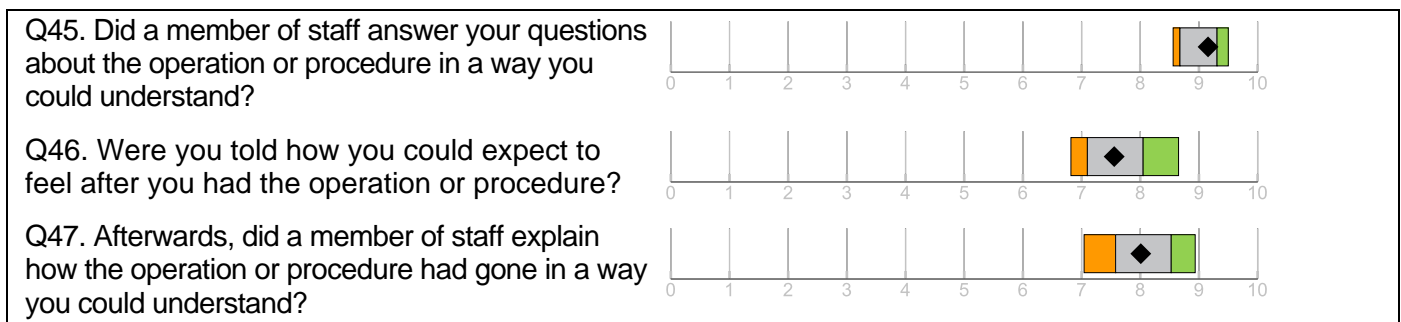 Q45. Did a member of staff answer your questions
about the operation or procedure in a way you
could understand?
0 1 2 3 4 5 6 7 8 9 10
Q46. Were you told how you could expect to
feel after you had the operation or procedure?
0 1 2 3 4 5 6 7 8 9 10
Q47. Afterwards, did a member of staff explain
how the operation or procedure had gone in a way
you could understand?
0 1 2 3 4 5 6 7 8 9 10